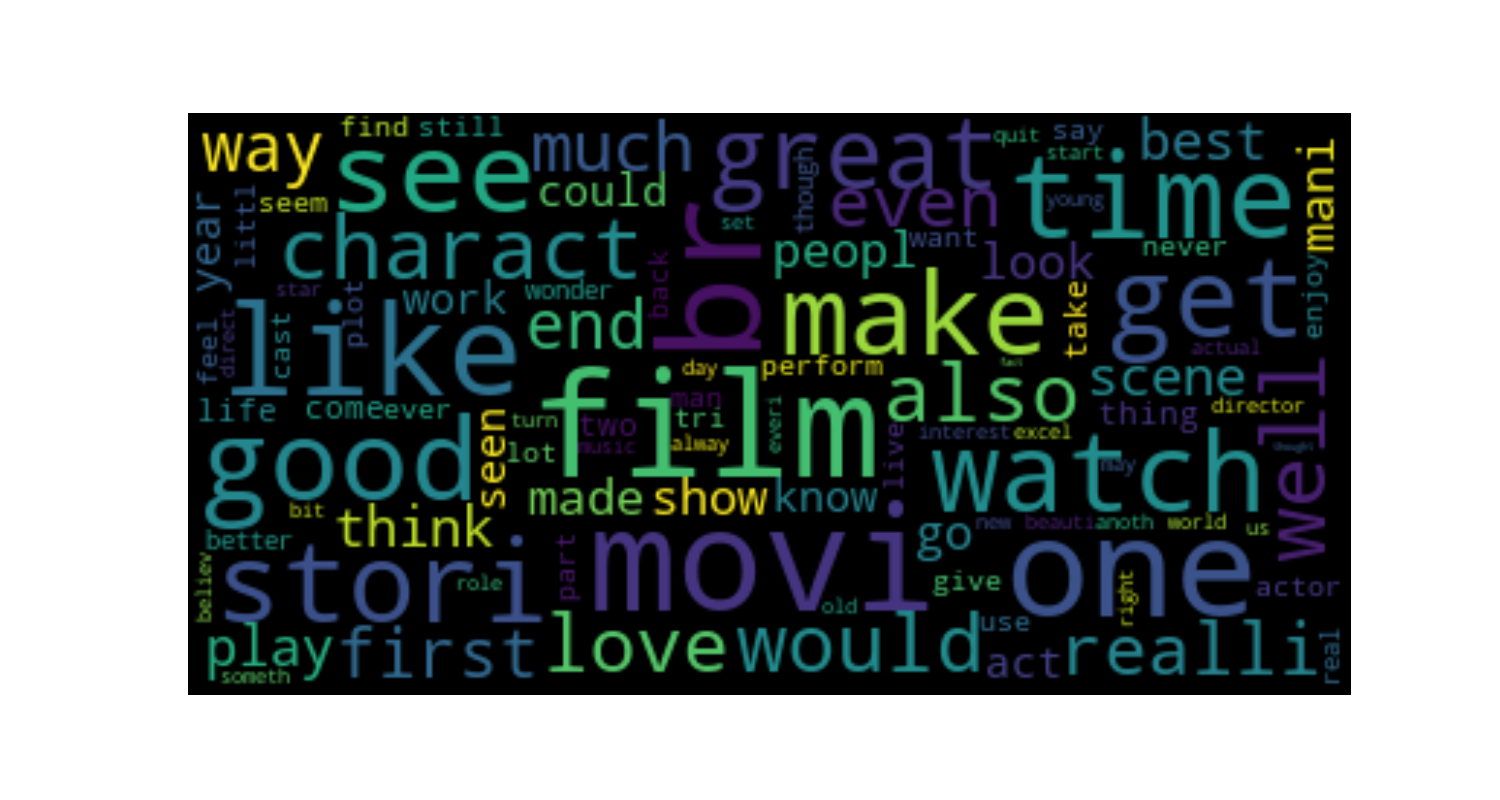 way
find
still
much
great
quit
say
best
start
see
could
though
even
time
young
mani
seem
littl
year
charact
br
set
peopl
want
look
never
back
star
plot
work
wonder
end
make
take
get
enjoy
feel
direct
like
cast
actual
day
perform
fact
life
come
ever
seen
turn
film
two
man
tri
everi
also
scene
thing
director
well
good
lot
music
alway
live
interest
excel
watch
may
thought
made
show
know
bit
think
better
go
new
beauti
anoth
world
us
believ
stori
role
part
movi
old
give
one
right
actor
play
someth
first
love
would
use
act
realli
real